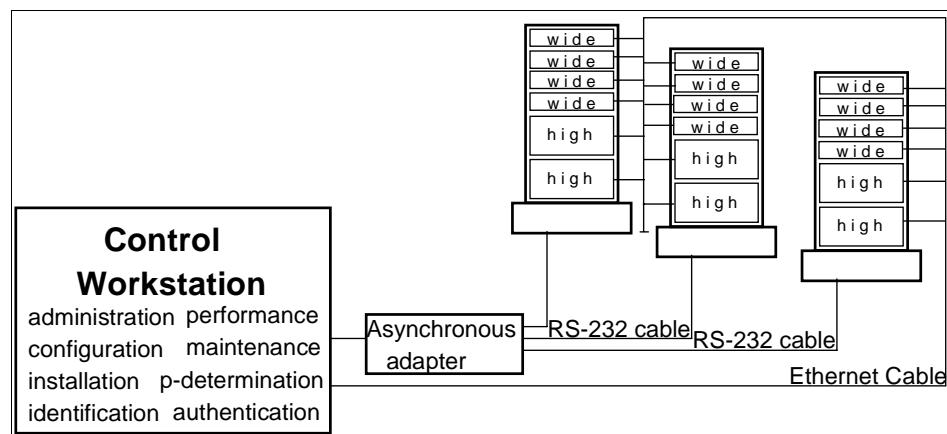 wide
wide
wide
wide
high
high
wide
wide
wide
wide
high
high
wide
wide
wide
wide
high
high
Control
Workstation
administration performance
configuration maintenance
installation p-determination
identification authentication
Asynchronous
adapter
RS-232 cable
RS-232 cable
Ethernet Cable